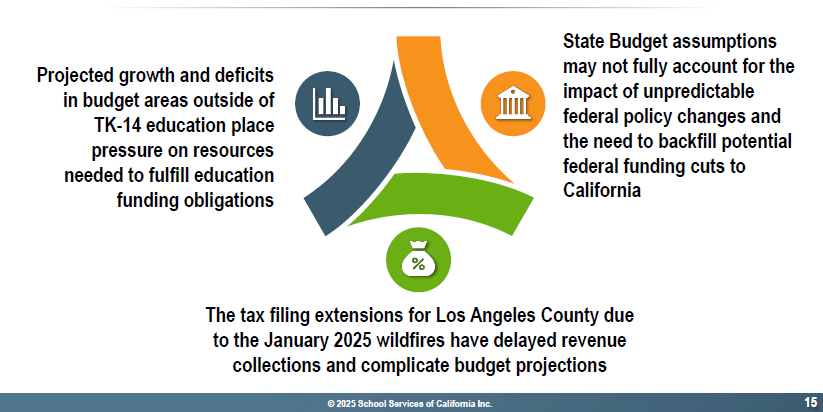 Projected growth and deficits
in budget areas outside of
TK-14 education place
pressure on resources
needed to fulfill education
funding obligations
State Budget assumptions
may not fully account for the
impact of unpredictable
federal policy changes and
the need to backfill potential
federal funding cuts to
California
%
The tax filing extensions for Los Angeles County due
to the January 2025 wildfires have delayed revenue
collections and complicate budget projections
© 2025 School Services of California Inc.
15